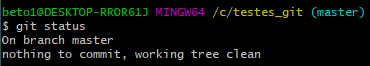 beto1@DESKTOP-RROR61J MINGW64 /c/testes_git (master)
$ git status
On branch master
nothing to commit, working tree clean